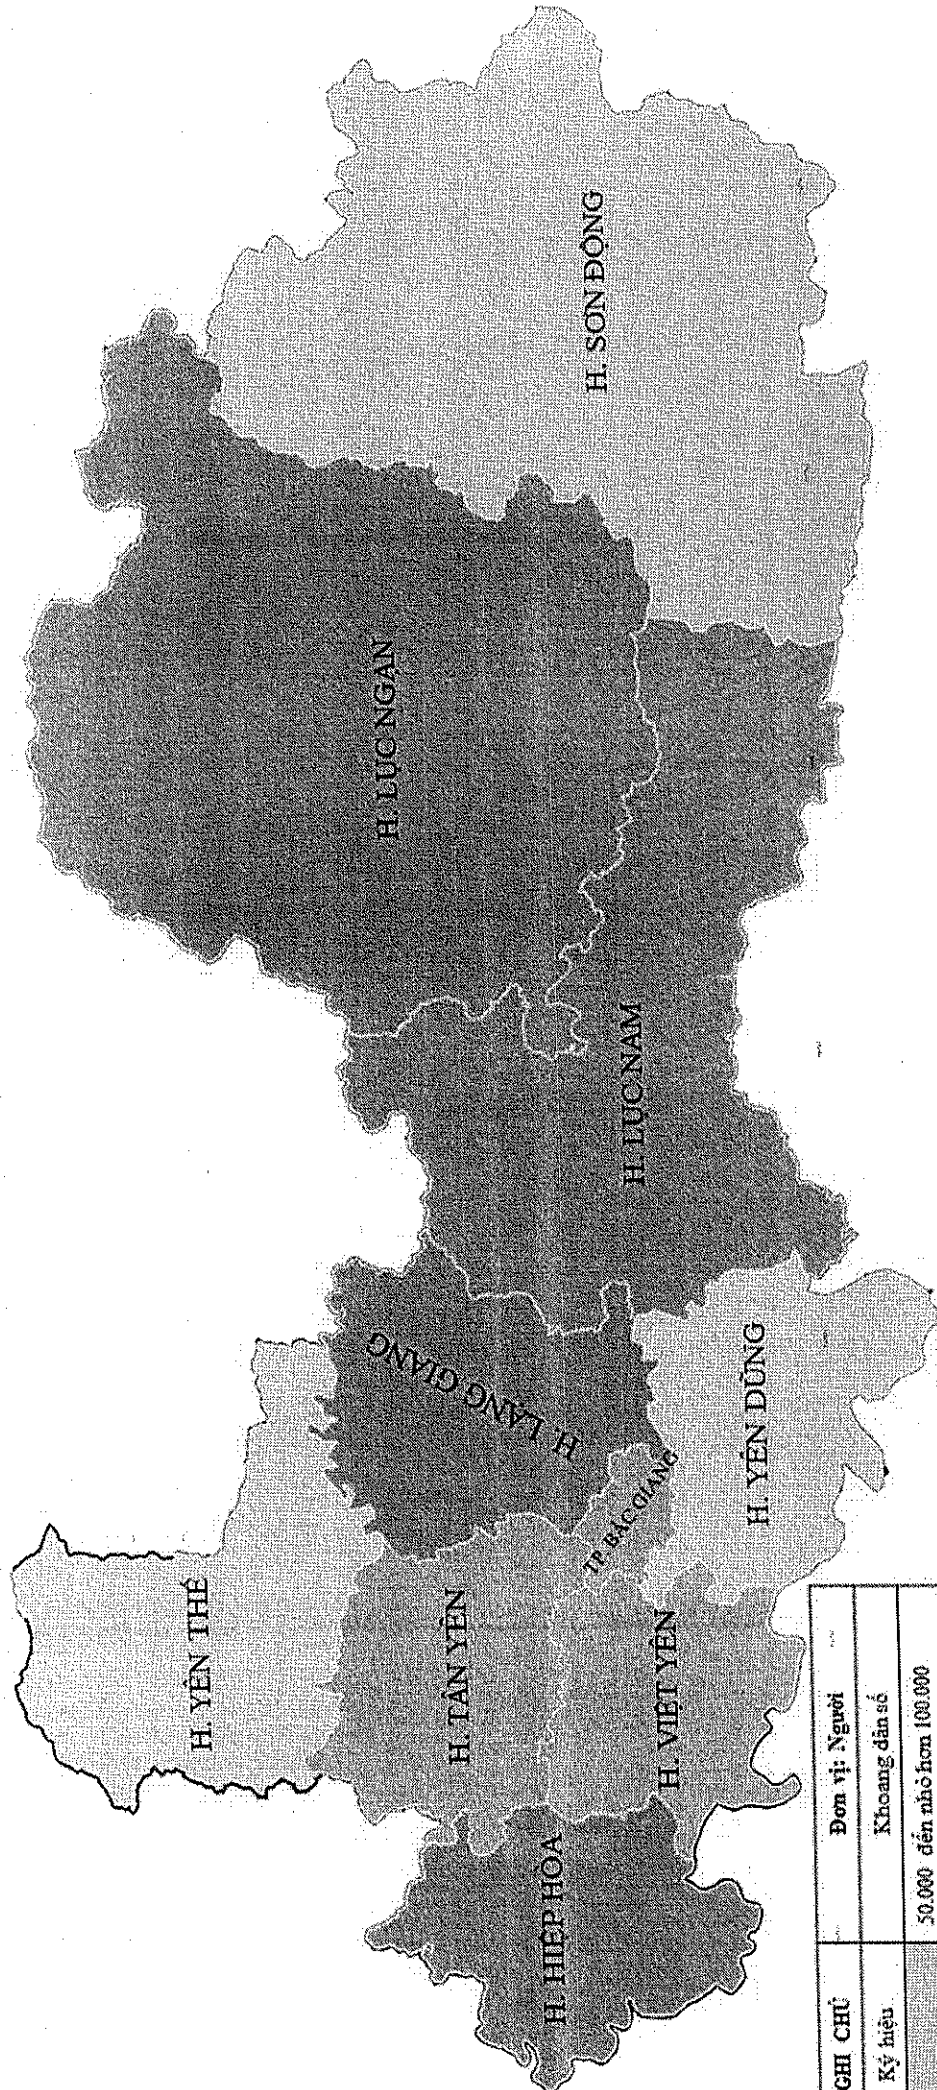 H. YÊN THẾ
H. TÂN YÊN
H. HIỆP HÒA
H. VIỆT YÊN
TP. BẮC GIANG
H. LẠNG GIANG
H. YÊN DŨNG
H. LỤC NAM
H. LỤC NGẠN
H. SƠN ĐỘNG
GHI CHÚ Đơn vị: Người
Ký hiệu Khoảng dân số
50.000 đến nhỏ hơn 100.000